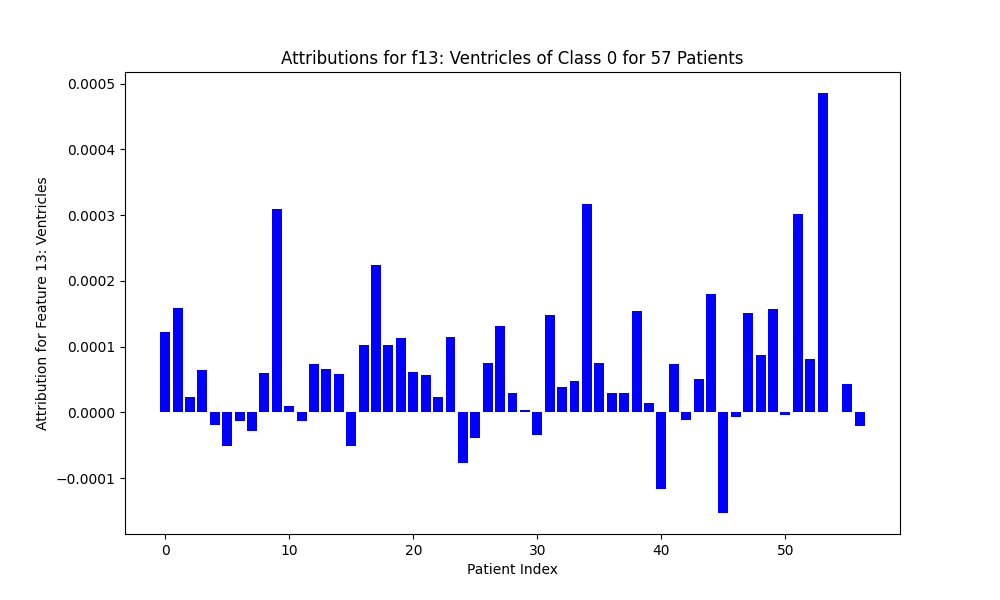 Attributions for f13: Ventricles of Class 0 for 57 Patients
Attribution for Feature 13: Ventricles
0.0005
0.0004
0.0003
0.0002
0.0001
0.0000
−0.0001
0 10 20 30 40 50
Patient Index